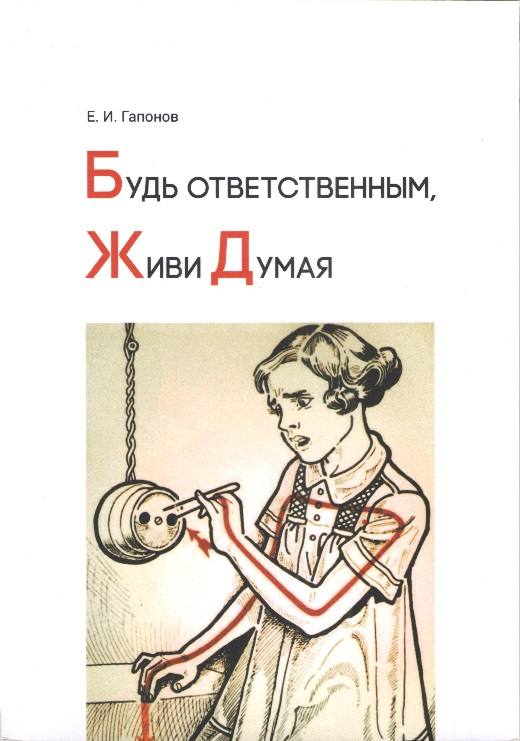 Е. И. Гапонов
Будь ответственным,
Живи Думая